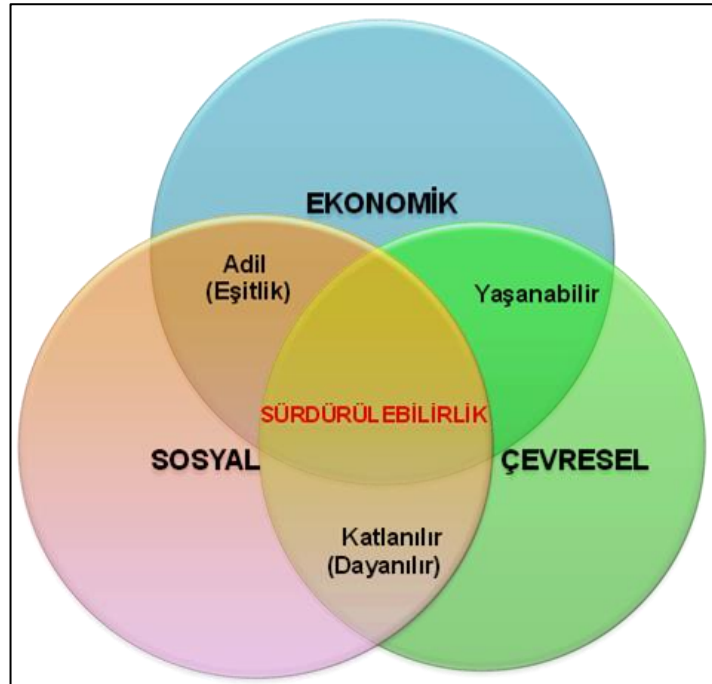 EKONOMİK
Adil
(Eşitlik)
Yaşanabilir
SÜRDÜRÜLEBİLİRLİK
SOSYAL
ÇEVRESEL
Katlanılır
(Dayanılır)